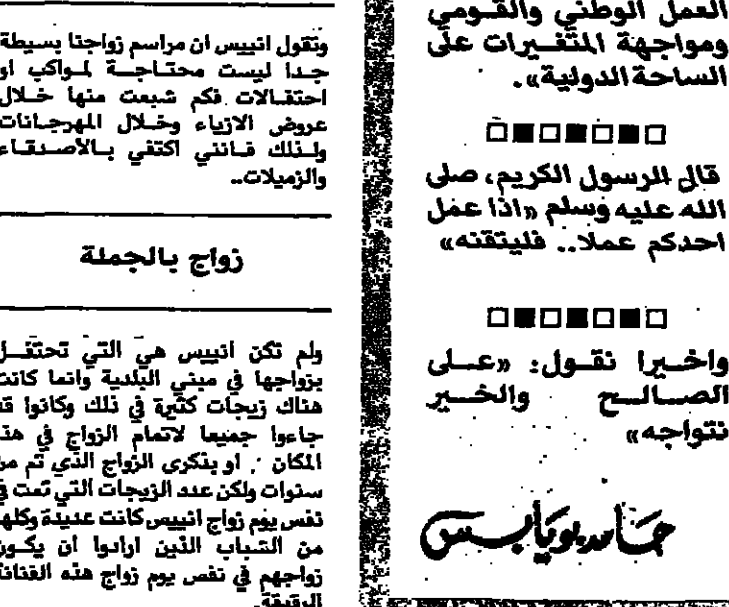 العمل الوطني والقومي
ومواجهة المتغيرات على
الساحة الدولية».
قال الرسول الكريم، صلى
الله عليه وسلم «اذا عمل
احدكم عملا.. فليتقنه»
واخيرا نقول: «على
الصالح والخير
نتواجه»
حامد بويابس
وتقول انييس ان مراسم زواجنا بسيطة
جدا ليست محتاجة لمواكب او
احتفالات فكم شبعت منها خلال
عروض الازياء وخلال المهرجانات
ولذلك فانني اكتفي بالاصدقاء
والزميلات..
زواج بالجملة
ولم تكن انييس هي التي تحتفل
بزواجها في مبنى البلدية وانما كانت
هناك زيجات كثيرة في ذلك وكانوا قد
جاءوا جميعا لاتمام الزواج في هذا
المكان او بذكرى الزواج الذي تم من
سنوات ولكن عدد الزيجات التي تمت في
نفس يوم زواج انييس كانت عديدة وكلها
من الشباب الذين ارادوا ان يكون
زواجهم في نفس يوم زواج هذه الفنانة
الرقيقة.